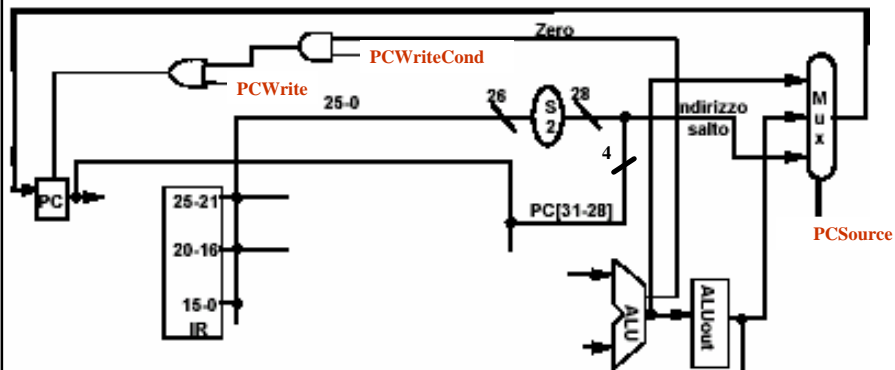 Zero
PCWriteCond
PCWrite
25-0
26
S
2
28
ndirizzo
salto
M
u
x
4
PC
25-21
PC[31-28]
PCSource
20-16
15-0
IR
ALU
ALUout